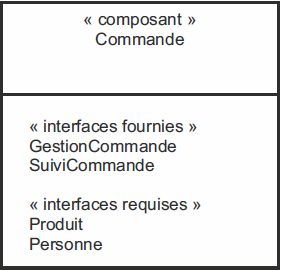 « composant »
Commande
« interfaces fournies »
GestionCommande
SuiviCommande
« interfaces requises »
Produit
Personne